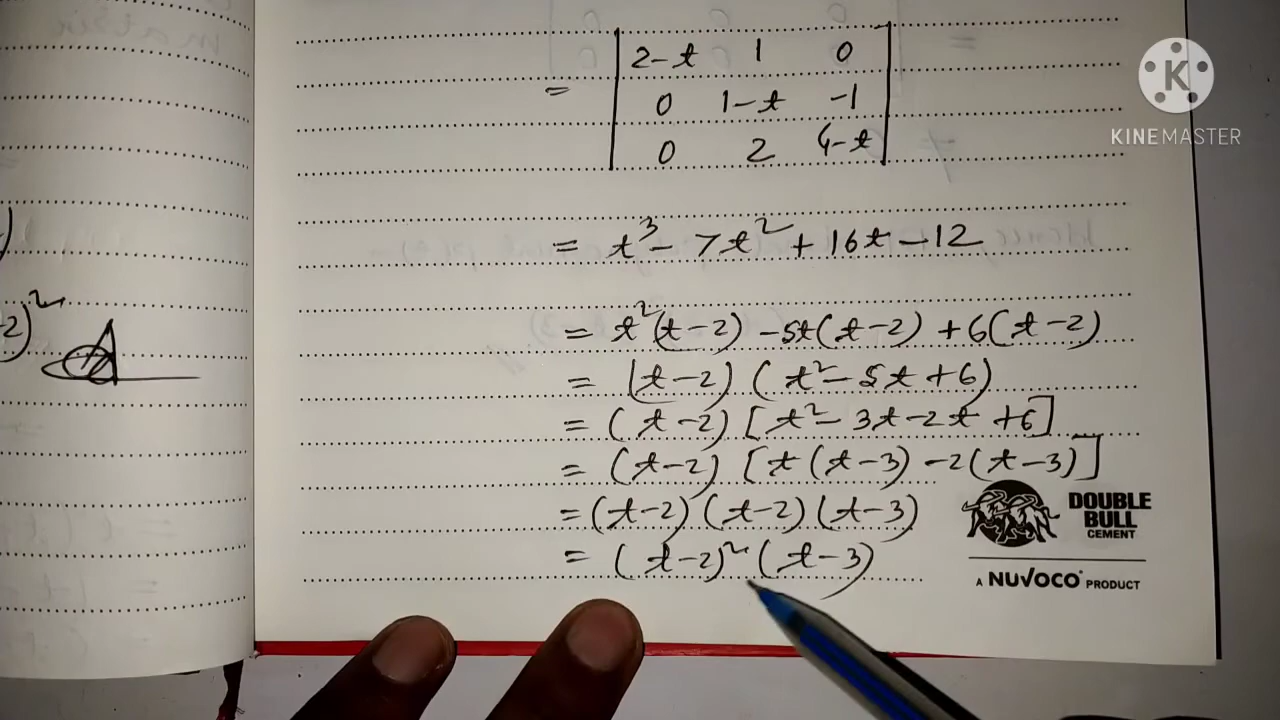 = | 2-t 1 0 |
| 0 1-t -1 |
| 0 2 4-t |
KINEMASTER
= t³ - 7t² + 16t - 12
= t²(t-2) - 5t(t-2) + 6(t-2)
= (t-2) (t² - 5t + 6)
= (t-2) [t² - 3t - 2t + 6]
= (t-2) [t(t-3) - 2(t-3)]
= (t-2) (t-2) (t-3)
= (t-2)² (t-3)
2)²
DOUBLE
BULL
CEMENT
A NUVOCO PRODUCT